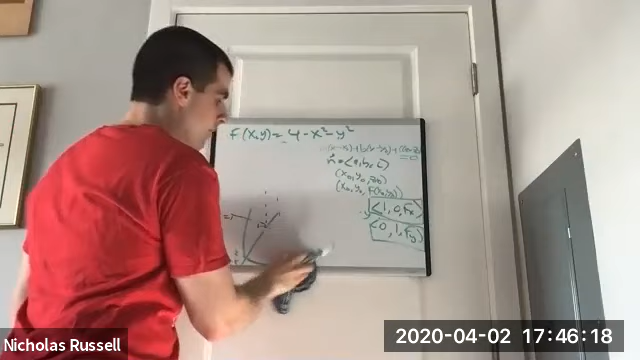 F(x,y) = 4 - x² - y²
n = <a, b, c>
(x₀, y₀, z₀)
(x₀, y₀, F(x₀,y₀))
<1, 0, Fx>
<0, 1, Fy>
Nicholas Russell
2020-04-02 17:46:18